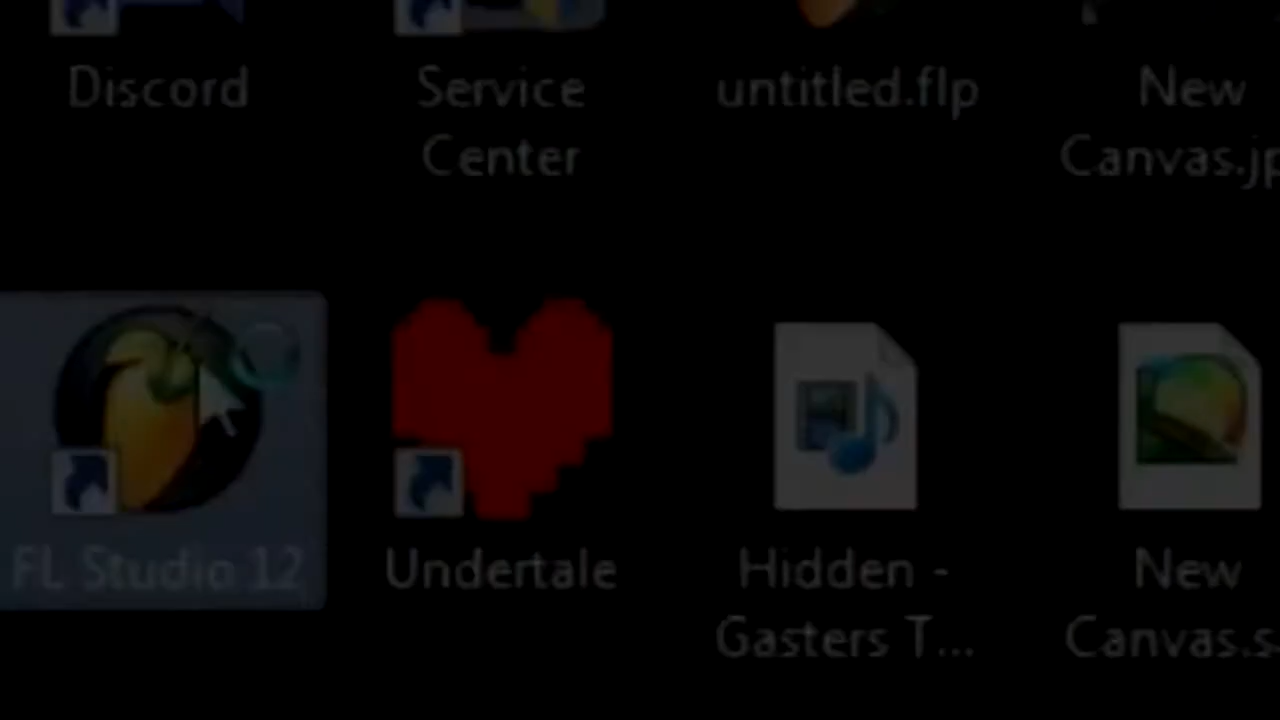 Discord
Service
Center
untitled.flp
New
Canvas.jp
FL Studio 12
Undertale
Hidden -
Gasters T...
New
Canvas.s